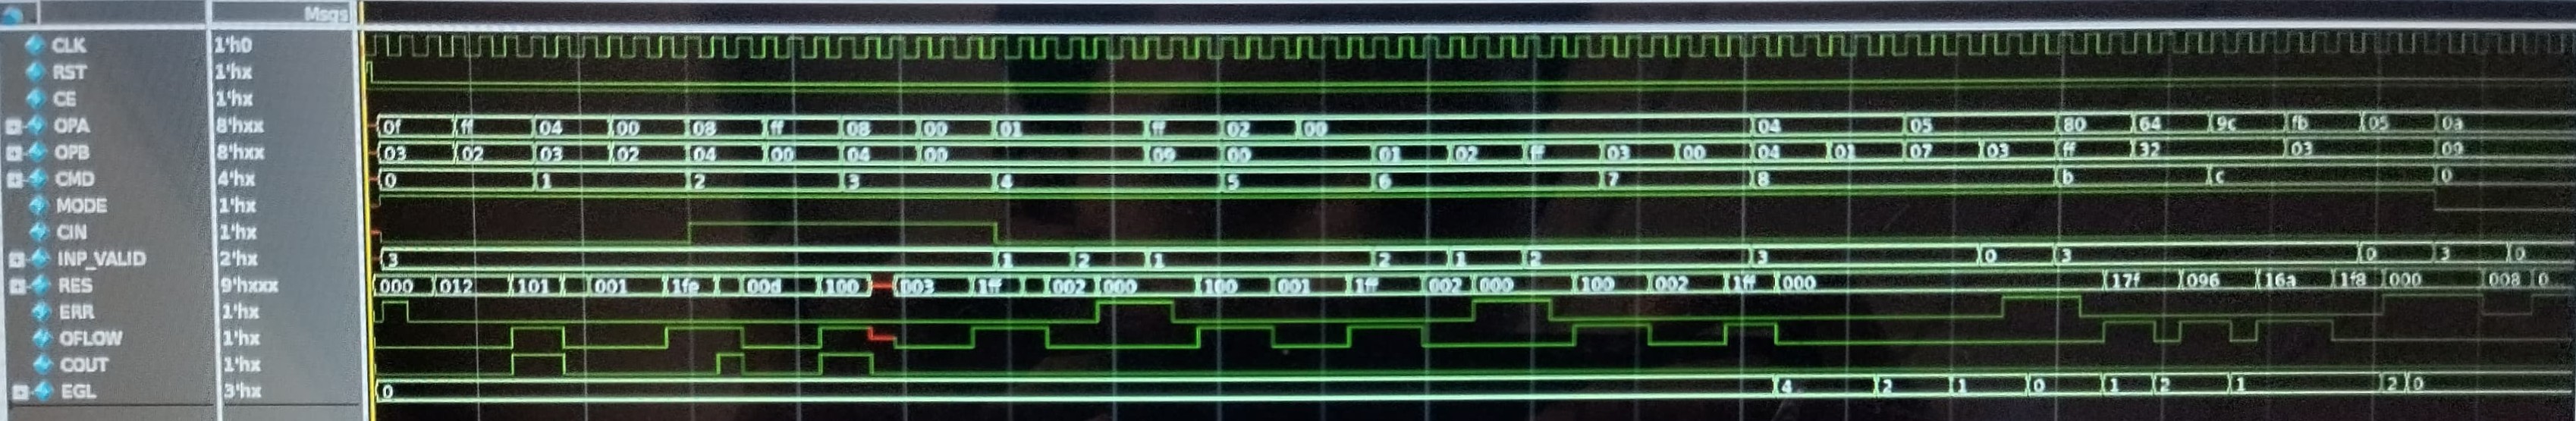 Msgs
CLK 1'h0
RST 1'hx
CE 1'hx
OPA 8'hxx 0f ff 04 00 08 ff 08 00 01 ff 02 00 04 05 80 64 9c fb 05 0a
OPB 8'hxx 03 02 03 02 04 00 04 00 09 00 01 02 ff 03 00 04 01 07 03 ff 32 03 09
CMD 4'hx 0 1 2 3 4 5 6 7 8 b c 0
MODE 1'hx
CIN 1'hx
INP_VALID 2'hx 3 1 2 1 2 1 2 3 0 3 0 3 0
RES 9'hxxx 000 012 101 001 1fe 00d 100 003 1ff 002 000 100 001 1ff 002 000 100 002 1ff 000 17f 096 16a 1f8 000 008 0
ERR 1'hx
OFLOW 1'hx
COUT 1'hx
EGL 3'hx 0 4 2 1 0 1 2 1 2 0